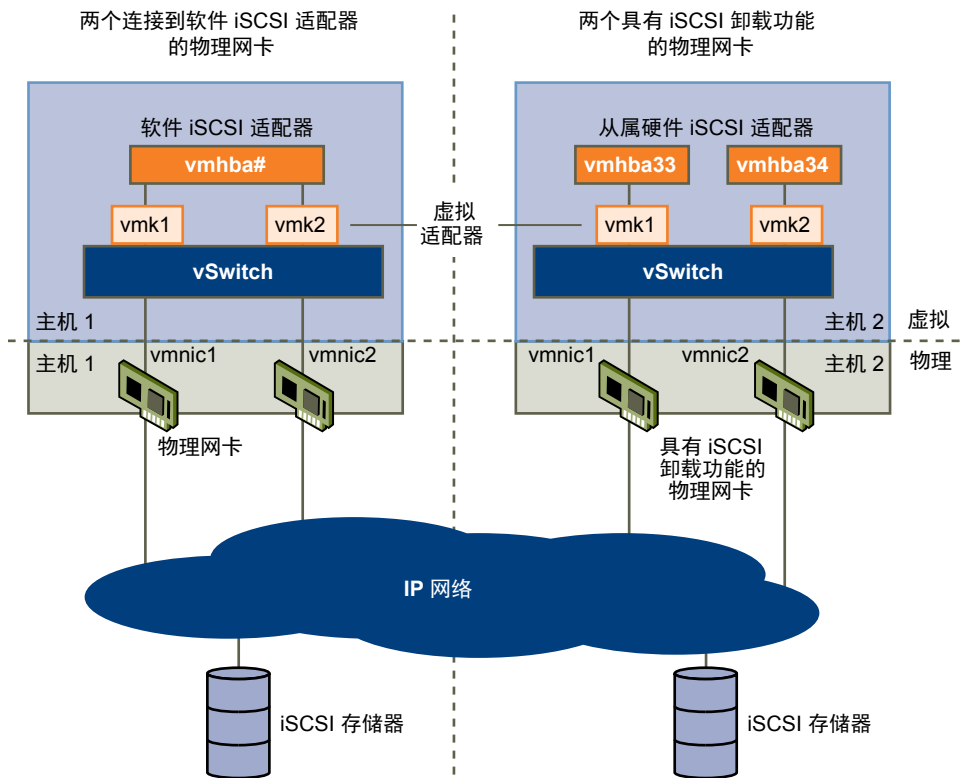 两个连接到软件 iSCSI 适配器
的物理网卡
两个具有 iSCSI 卸载功能
的物理网卡
软件 iSCSI 适配器
vmhba#
vmk1
vmk2
vSwitch
主机 1
虚拟
适配器
从属硬件 iSCSI 适配器
vmhba33
vmhba34
vmk1
vmk2
vSwitch
主机 2
虚拟
主机 1
vmnic1
vmnic2
物理网卡
vmnic1
vmnic2
主机 2
物理
具有 iSCSI
卸载功能的
物理网卡
IP 网络
iSCSI 存储器
iSCSI 存储器